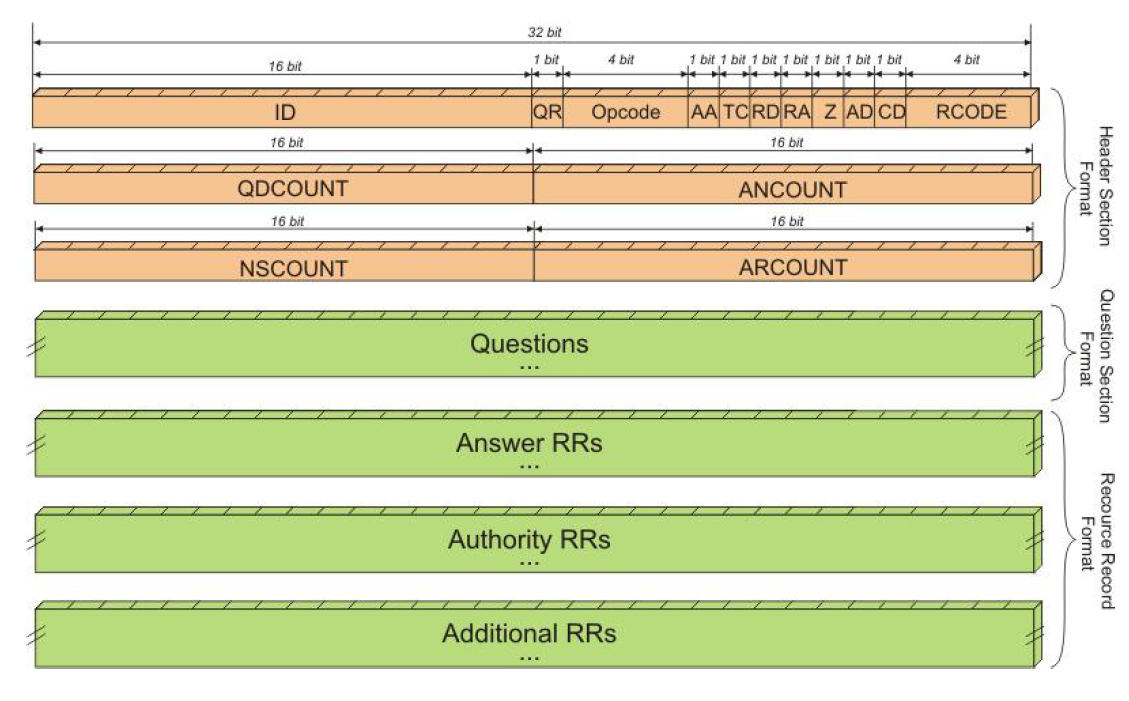 32 bit
16 bit 1 bit 4 bit 1 bit 1 bit 1 bit 1 bit 1 bit 1 bit 1 bit 4 bit
ID QR Opcode AA TC RD RA Z AD CD RCODE
16 bit 16 bit
QDCOUNT ANCOUNT
16 bit 16 bit
NSCOUNT ARCOUNT
Header Section
Format
Questions
...
Question Section
Format
Answer RRs
...
Authority RRs
...
Additional RRs
...
Recource Record
Format